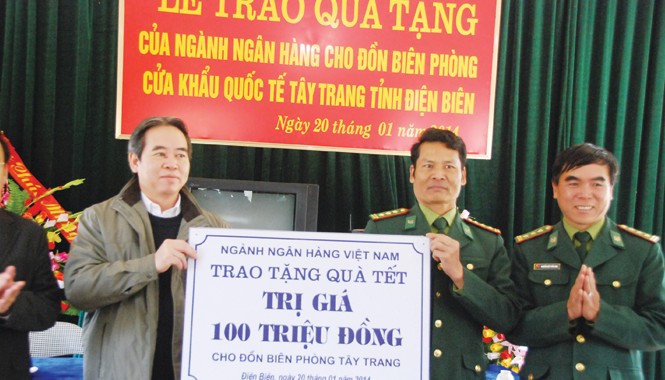 LỄ TRAO QUÀ TẶNG
CỦA NGÀNH NGÂN HÀNG CHO ĐỒN BIÊN PHÒNG
CỬA KHẨU QUỐC TẾ TÂY TRANG TỈNH ĐIỆN BIÊN
Ngày 20 tháng 01 năm 2014
NGÀNH NGÂN HÀNG VIỆT NAM
TRAO TẶNG QUÀ TẾT
TRỊ GIÁ
100 TRIỆU ĐỒNG
CHO ĐỒN BIÊN PHÒNG TÂY TRANG
Điện Biên, ngày 20 tháng 01 năm 2014